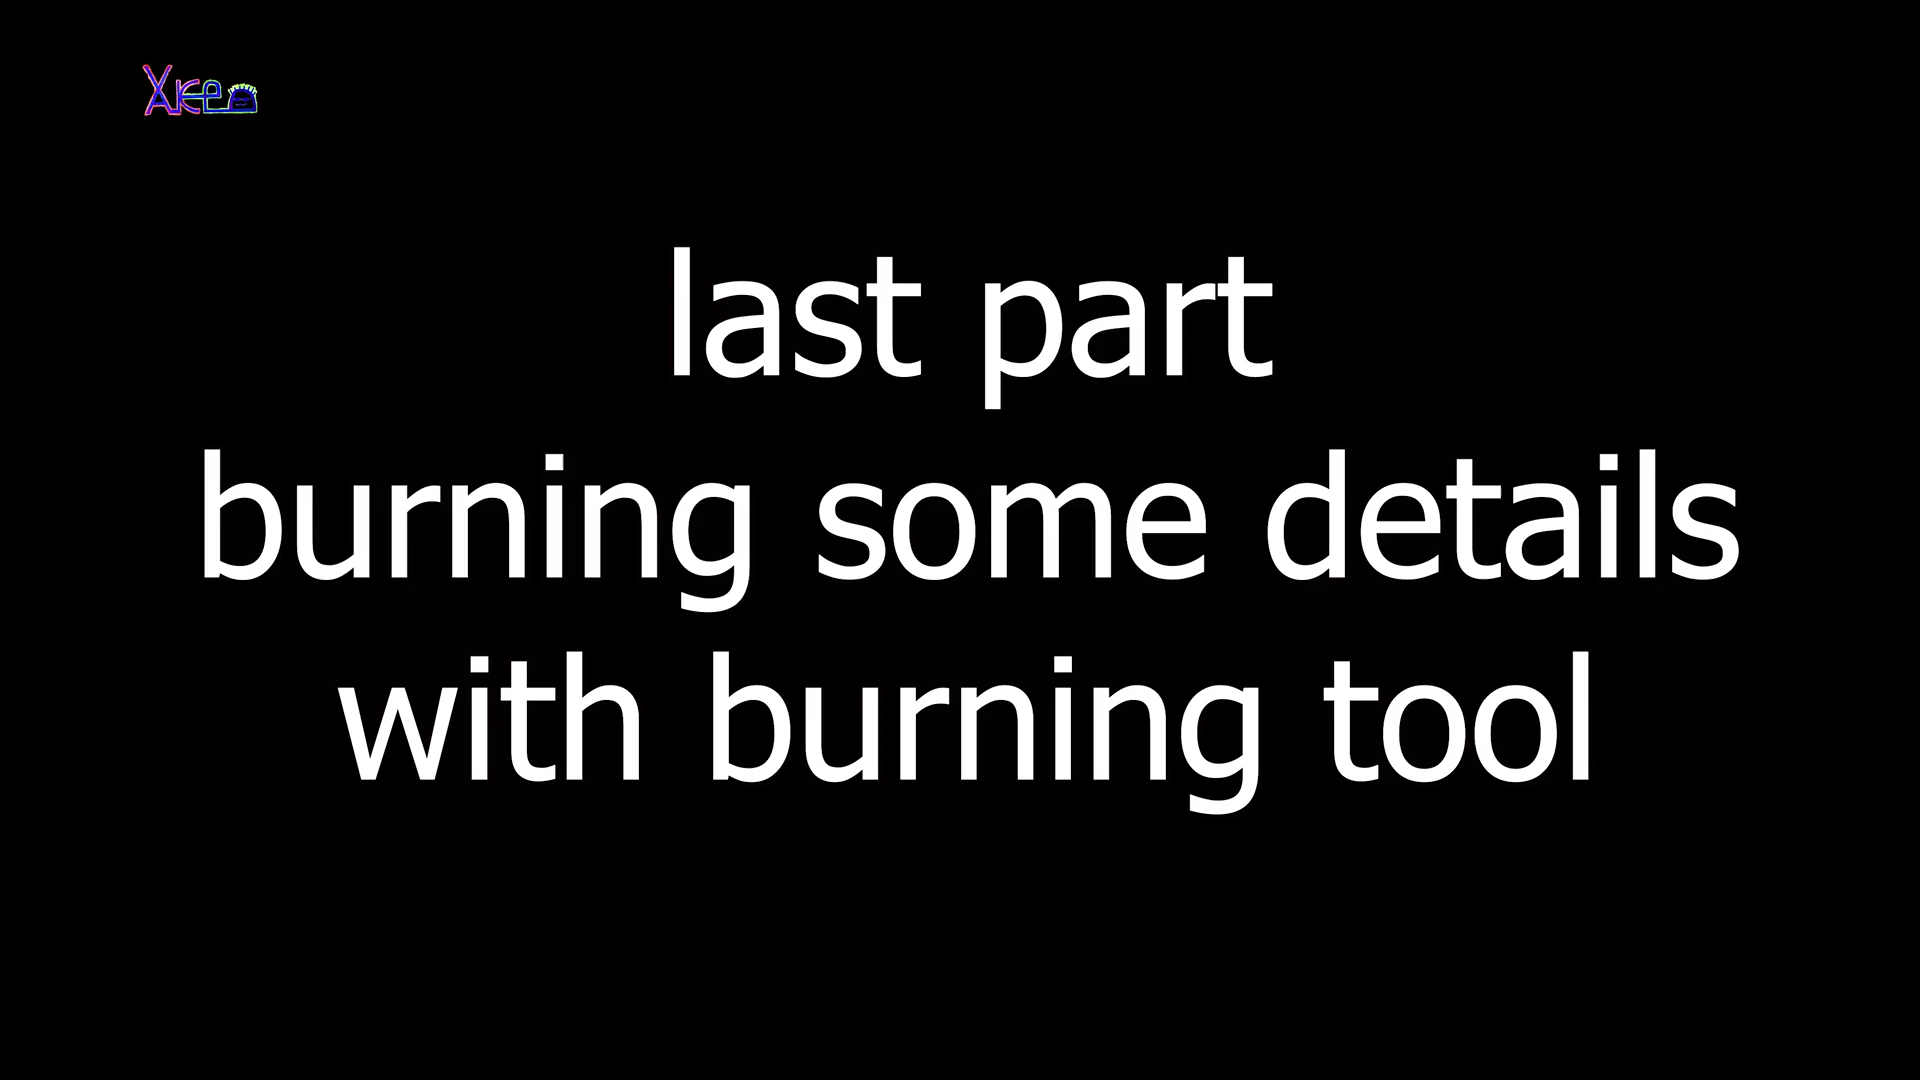 last part
burning some details
with burning tool